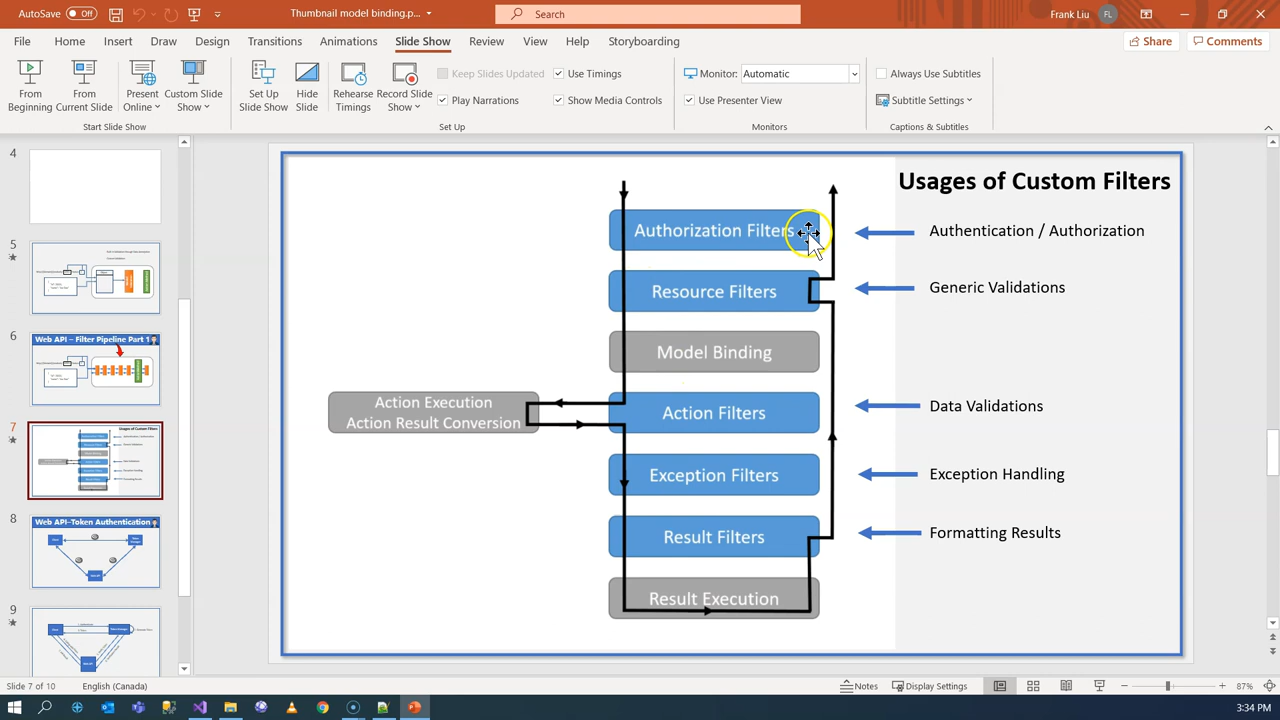 AutoSave Off
Thumbnail model binding.p...
Search
Frank Liu FL
File Home Insert Draw Design Transitions Animations Slide Show Review View Help Storyboarding
Share Comments
From Beginning
From Current Slide
Present Online
Custom Slide Show
Start Slide Show
Set Up Slide Show
Hide Slide
Rehearse Timings
Record Slide Show
Keep Slides Updated
Play Narrations
Use Timings
Show Media Controls
Set Up
Monitor: Automatic
Use Presenter View
Monitors
Always Use Subtitles
Subtitle Settings
Captions & Subtitles
4
5
6
Web API – Filter Pipeline Part 1
7
Usages of Custom Filters
8
Web API–Token Authentication
9
Usages of Custom Filters
Authorization Filters
Authentication / Authorization
Resource Filters
Generic Validations
Model Binding
Action Execution
Action Result Conversion
Action Filters
Data Validations
Exception Filters
Exception Handling
Result Filters
Formatting Results
Result Execution
Slide 7 of 10
English (Canada)
Notes
Display Settings
87%
3:34 PM